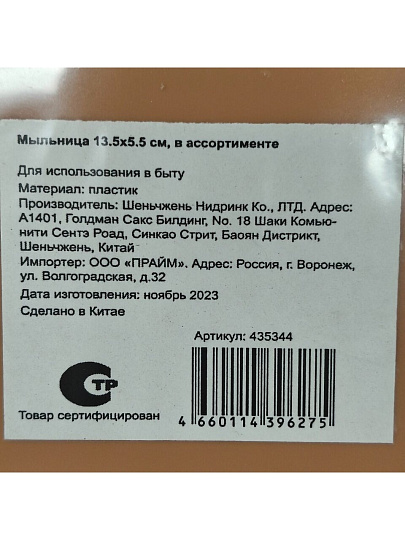 Мыльница 13.5x5.5 см, в ассортименте
Для использования в быту
Материал: пластик
Производитель: Шеньчжень Нидринк Ко., ЛТД. Адрес:
А1401, Голдман Сакс Билдинг, No. 18 Шаки Комью-
нити Сентэ Роад, Синкао Стрит, Баоян Дистрикт,
Шеньчжень, Китай
Импортер: ООО «ПРАЙМ». Адрес: Россия, г. Воронеж,
ул. Волгоградская, д.32
Дата изготовления: ноябрь 2023
Сделано в Китае
Артикул: 435344
СТР
Товар сертифицирован
4 660114 396275